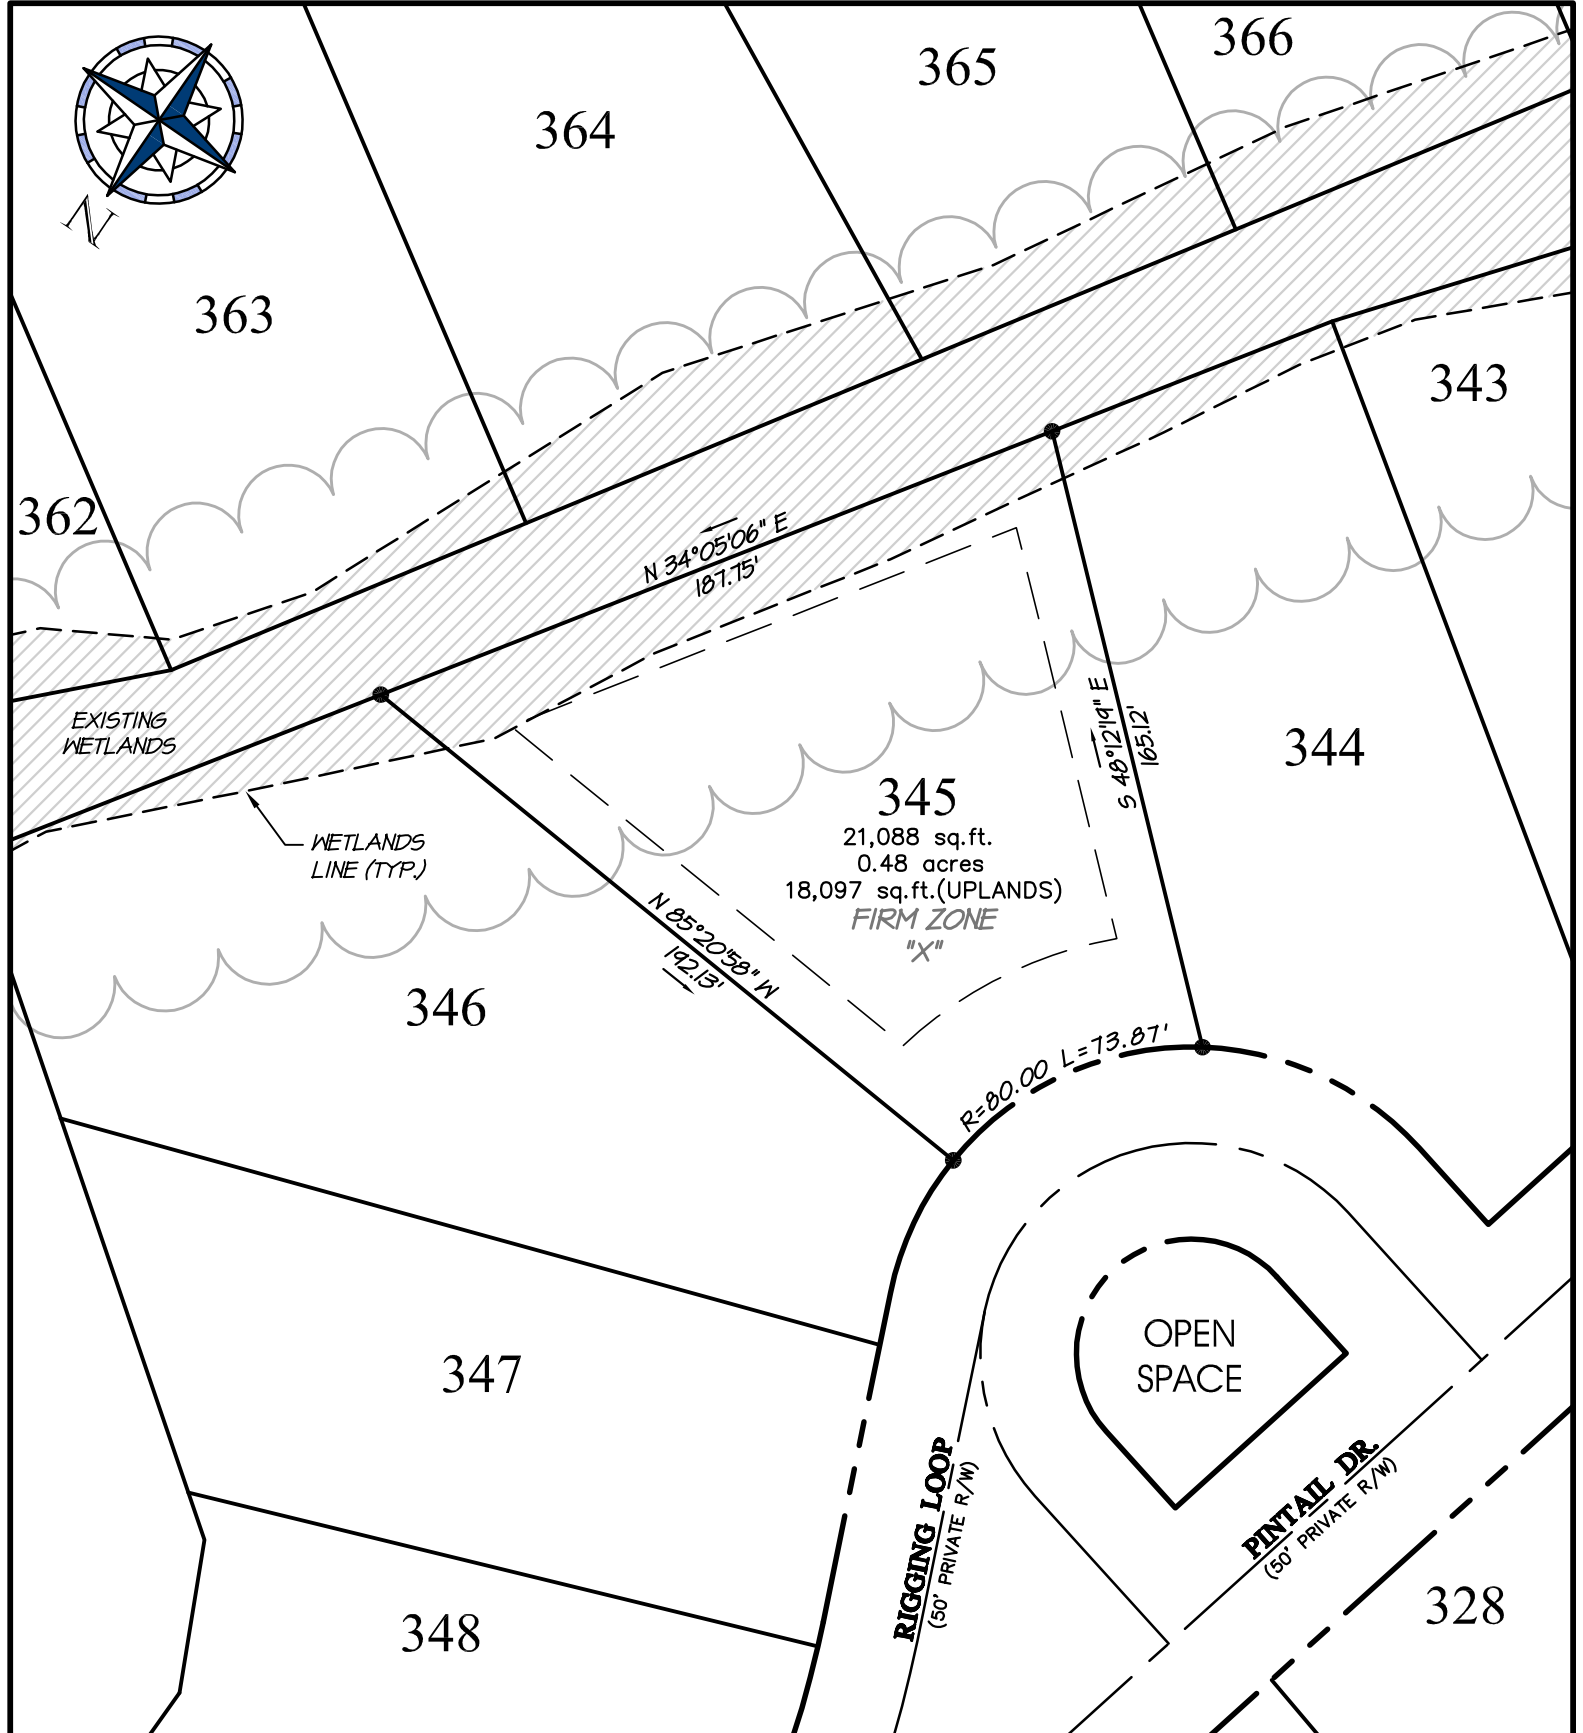 366
365
364
363
343
362
N
N 34°05'06" E
187.75'
EXISTING
WETLANDS
S 48°12'19" E
165.12'
344
345
21,088 sq.ft.
0.48 acres
18,097 sq.ft.(UPLANDS)
FIRM ZONE
"X"
WETLANDS
LINE (TYP.)
N 85°20'58" W
192.13'
346
R=80.00 L=73.87'
OPEN
SPACE
347
RIGGING LOOP
(50' PRIVATE R/W)
PINTAIL DR.
(50' PRIVATE R/W)
328
348